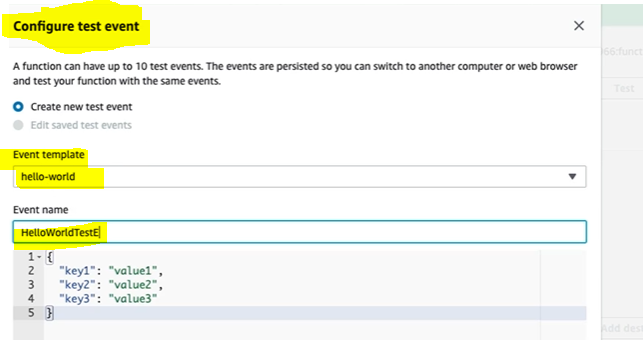 Configure test event
A function can have up to 10 test events. The events are persisted so you can switch to another computer or web browser
and test your function with the same events.
Create new test event
Edit saved test events
Event template
hello-world
Event name
HelloWorldTestE
1 {
2 "key1": "value1",
3 "key2": "value2",
4 "key3": "value3"
5 }
966:funct
Test
Add dest